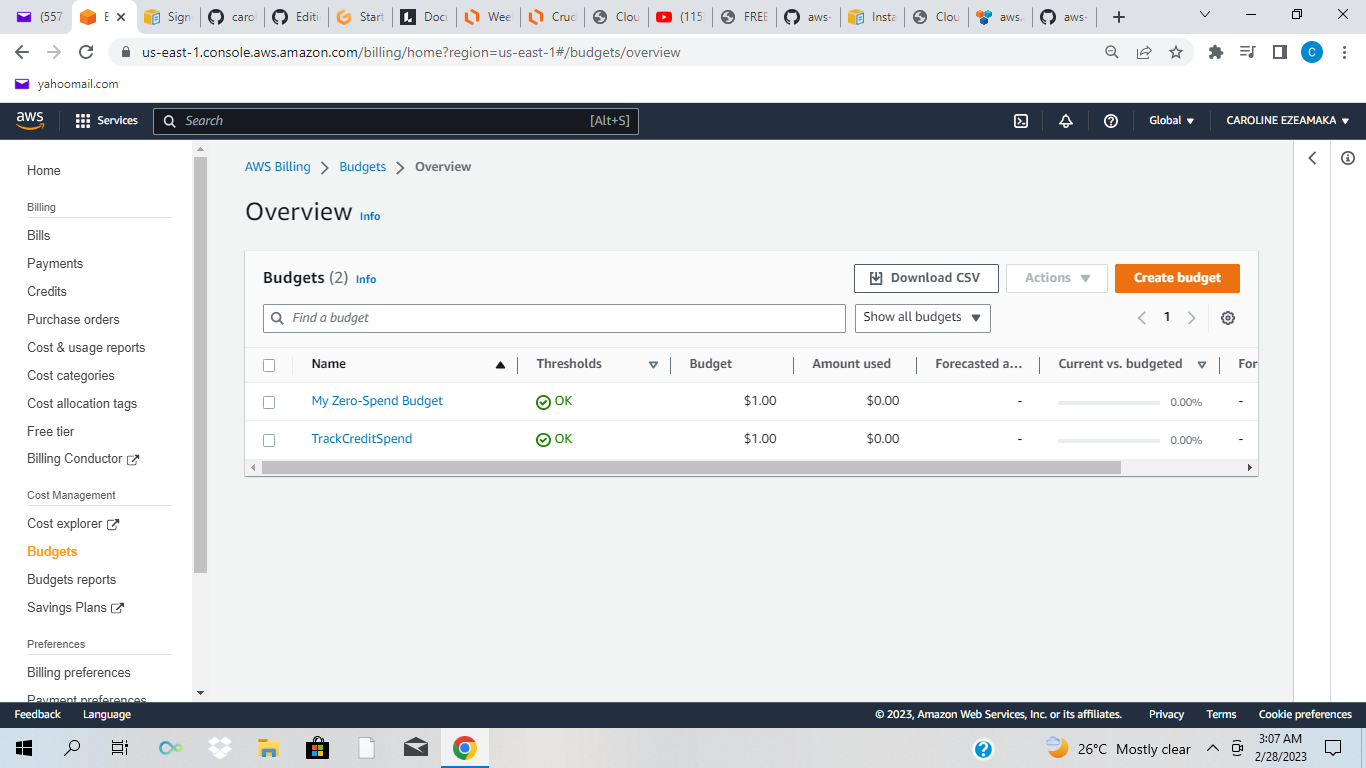 (557
E
Sign
caro
Editi
Start
Docu
Wee
Cruc
Clou
(115
FREE
aws-
Insta
Clou
aws.
aws-
us-east-1.console.aws.amazon.com/billing/home?region=us-east-1#/budgets/overview
C
yahoomail.com
aws
Services
Search
[Alt+S]
Global
CAROLINE EZEAMAKA
Home
Billing
Bills
Payments
Credits
Purchase orders
Cost & usage reports
Cost categories
Cost allocation tags
Free tier
Billing Conductor
Cost Management
Cost explorer
Budgets
Budgets reports
Savings Plans
Preferences
Billing preferences
Payment preferences
AWS Billing > Budgets > Overview
Overview Info
Budgets (2) Info
Download CSV
Actions
Create budget
Find a budget
Show all budgets
1
Name Thresholds Budget Amount used Forecasted a... Current vs. budgeted For
My Zero-Spend Budget OK $1.00 $0.00 - 0.00% -
TrackCreditSpend OK $1.00 $0.00 - 0.00% -
Feedback Language © 2023, Amazon Web Services, Inc. or its affiliates. Privacy Terms Cookie preferences
26°C Mostly clear
3:07 AM
2/28/2023